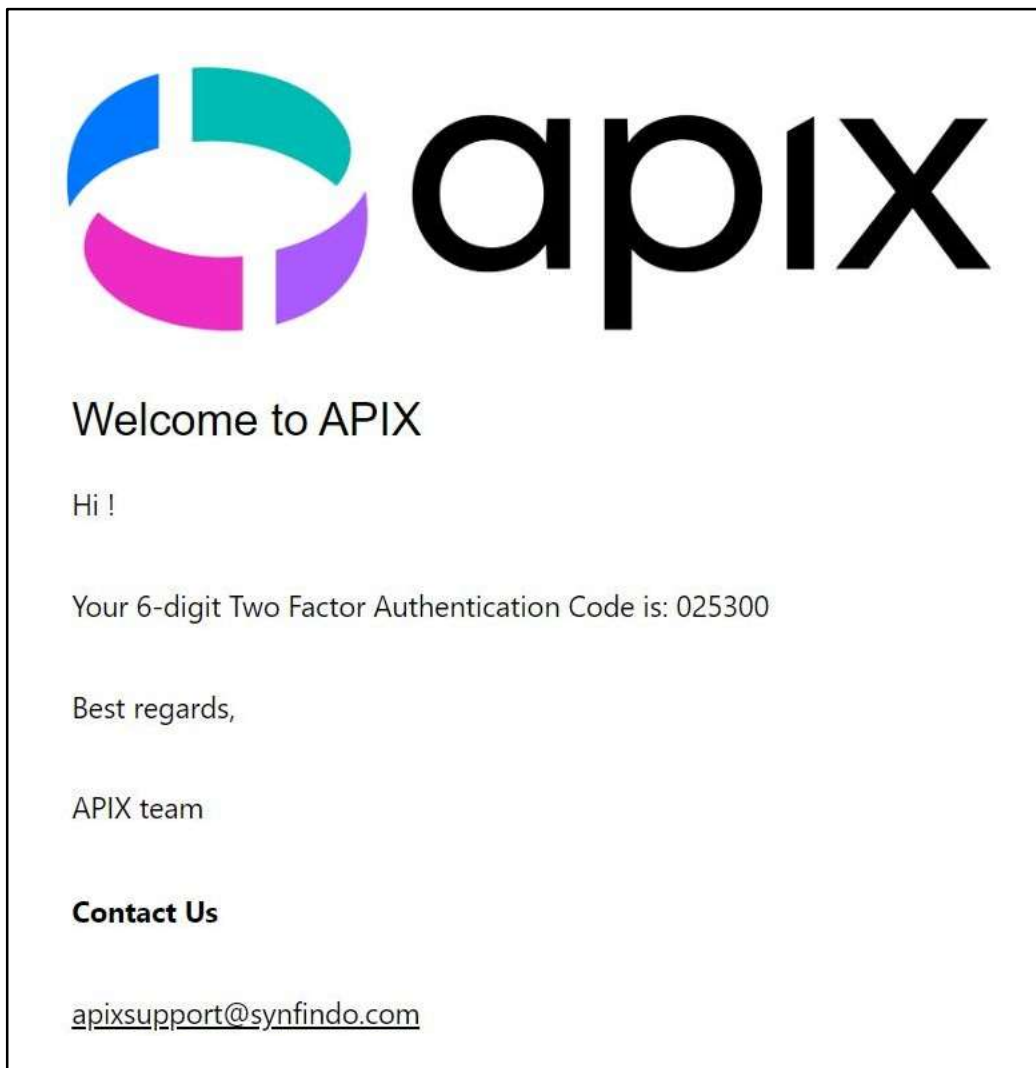 apix
Welcome to APIX
Hi !
Your 6-digit Two Factor Authentication Code is: 025300
Best regards,
APIX team
Contact Us
apixsupport@synfindo.com